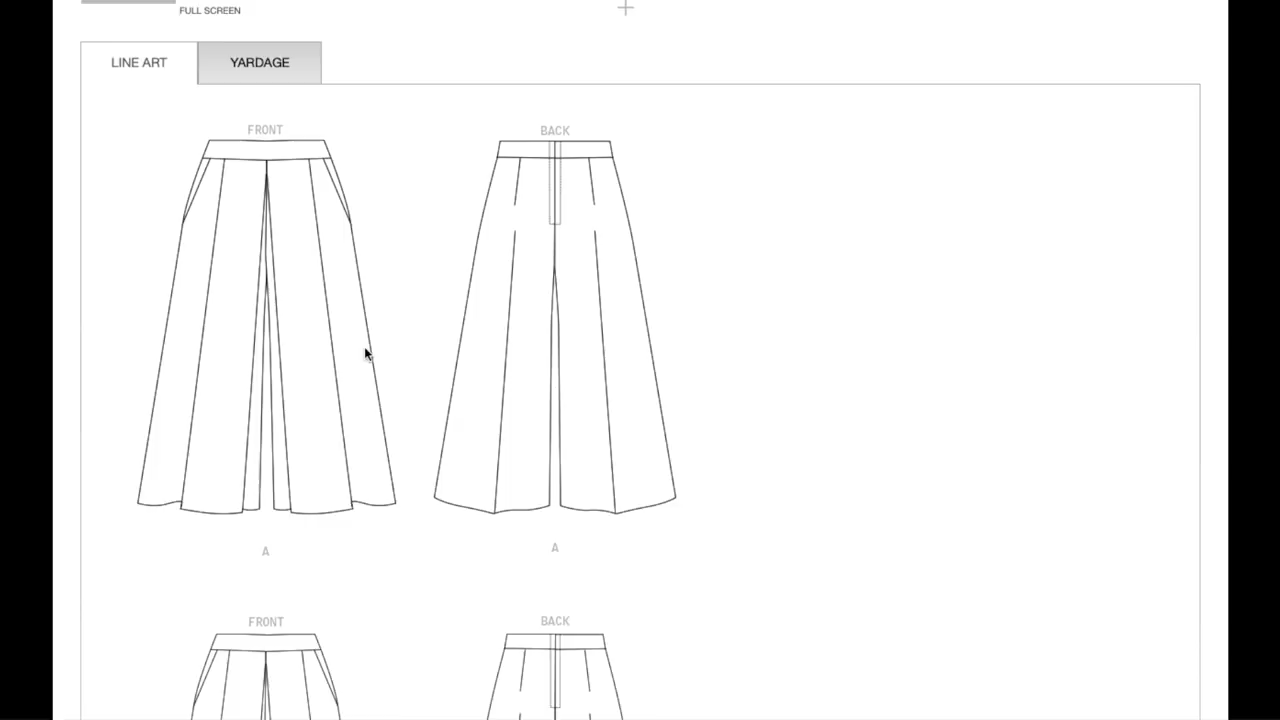 FULL SCREEN
LINE ART YARDAGE
FRONT BACK
A A
FRONT BACK